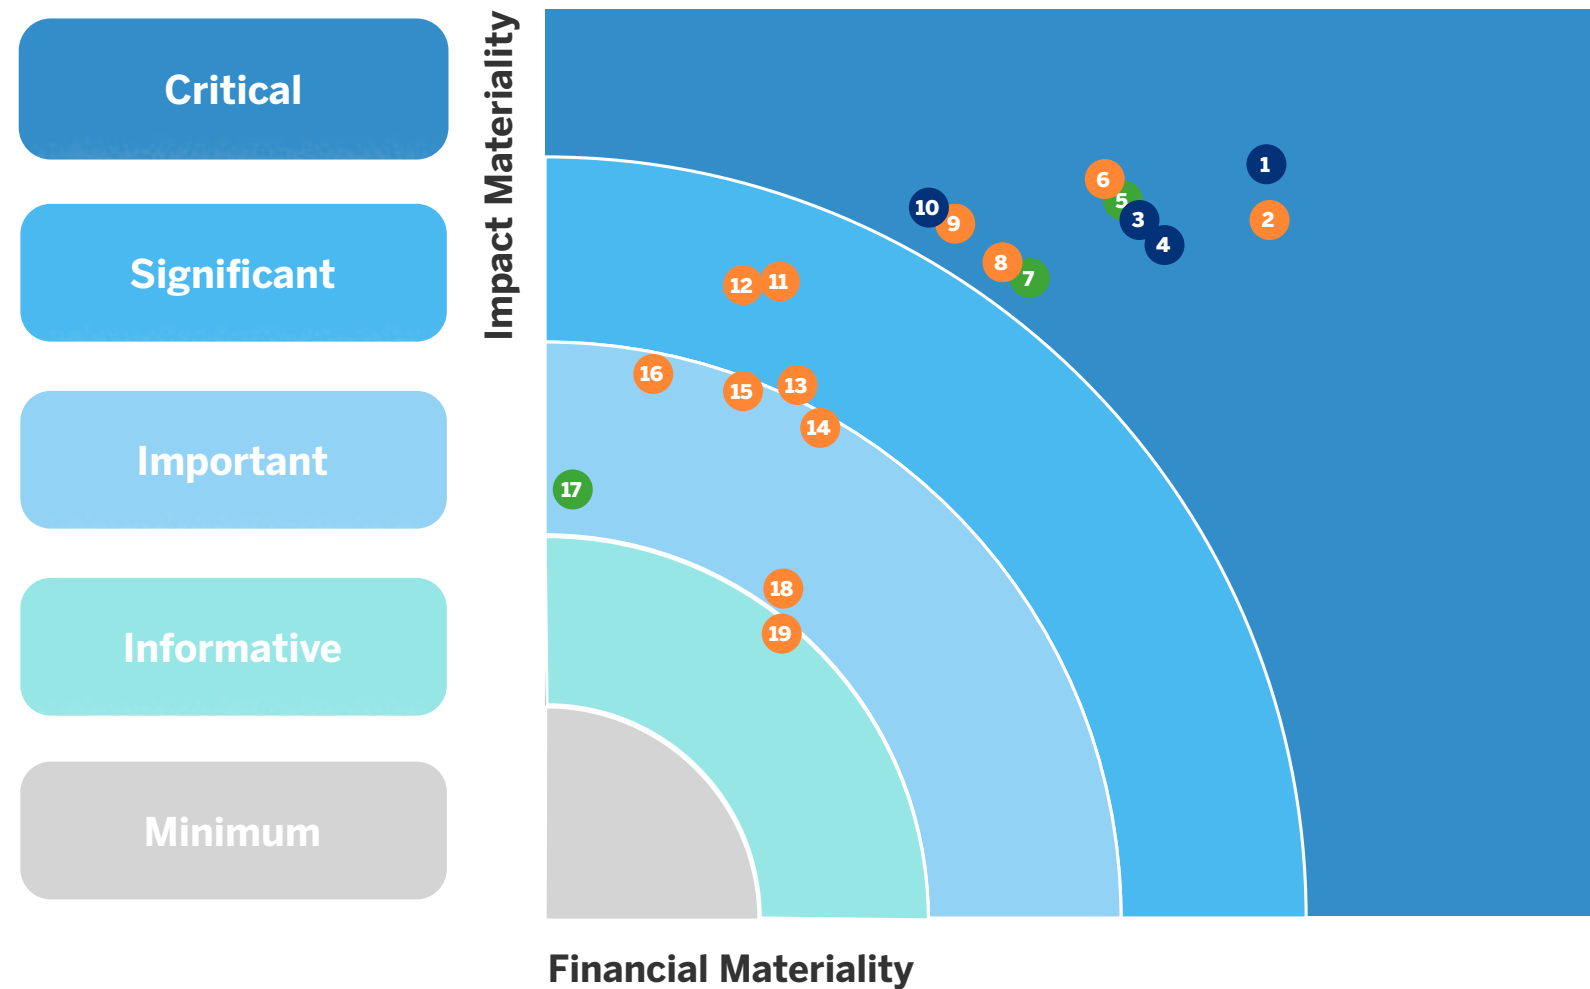 Critical
Significant
Important
Informative
Minimum
Impact Materiality
1
6
5
2
10
9
3
4
8
7
12
11
16
15
13
14
17
18
19
Financial Materiality